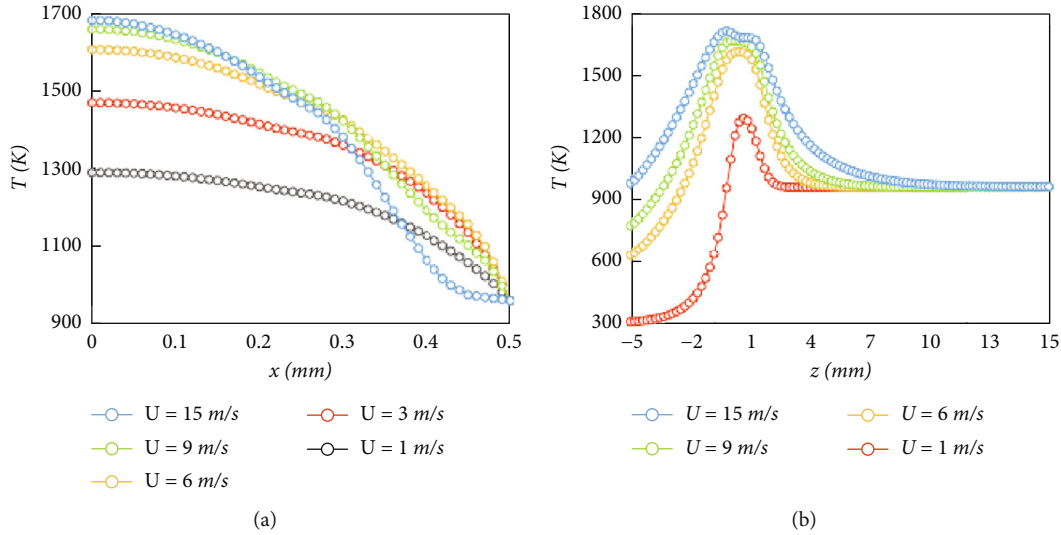 1700
1500
1300
1100
900
T (K)
0 0.1 0.2 0.3 0.4 0.5
x (mm)
U = 15 m/s
U = 9 m/s
U = 6 m/s
U = 3 m/s
U = 1 m/s
(a)
1800
1500
1200
900
600
300
T (K)
−5 −2 1 4 7 10 13 15
z (mm)
U = 15 m/s
U = 9 m/s
U = 6 m/s
U = 1 m/s
(b)